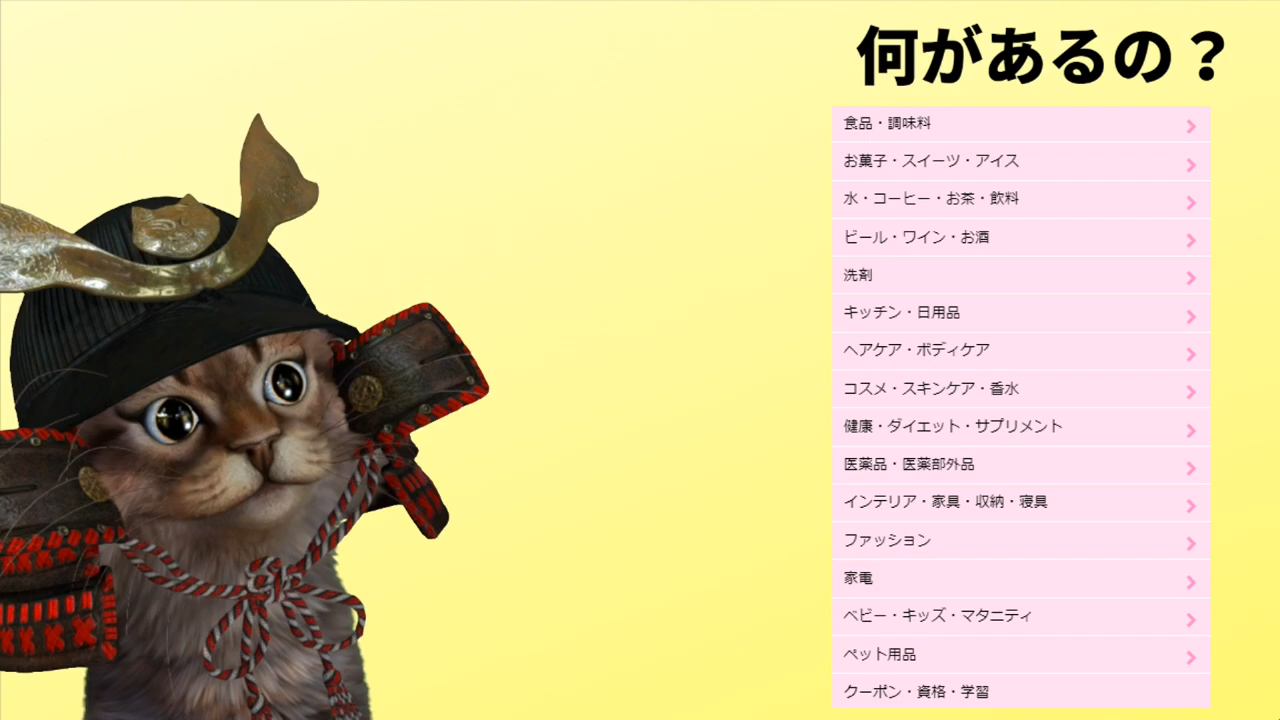 何があるの？
食品・調味料
お菓子・スイーツ・アイス
水・コーヒー・お茶・飲料
ビール・ワイン・お酒
洗剤
キッチン・日用品
ヘアケア・ボディケア
コスメ・スキンケア・香水
健康・ダイエット・サプリメント
医薬品・医薬部外品
インテリア・家具・収納・寝具
ファッション
家電
ベビー・キッズ・マタニティ
ペット用品
クーポン・資格・学習